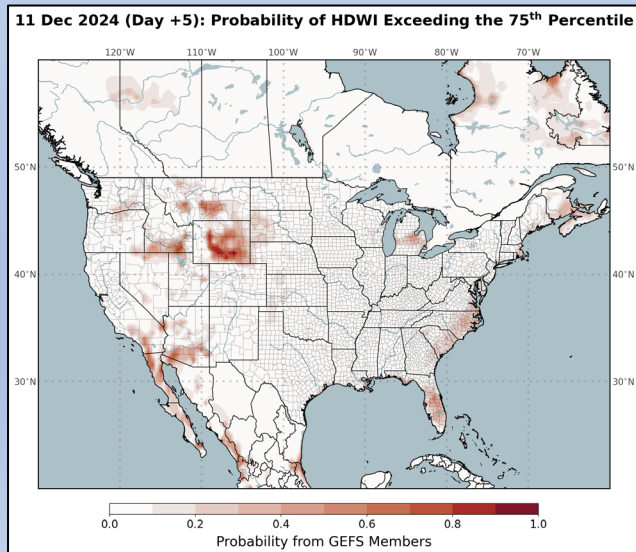 11 Dec 2024 (Day +5): Probability of HDWI Exceeding the 75th Percentile
120°W 110°W 100°W 90°W 80°W 70°W
50°N 50°N
40°N 40°N
30°N 30°N
0.0 0.2 0.4 0.6 0.8 1.0
Probability from GEFS Members